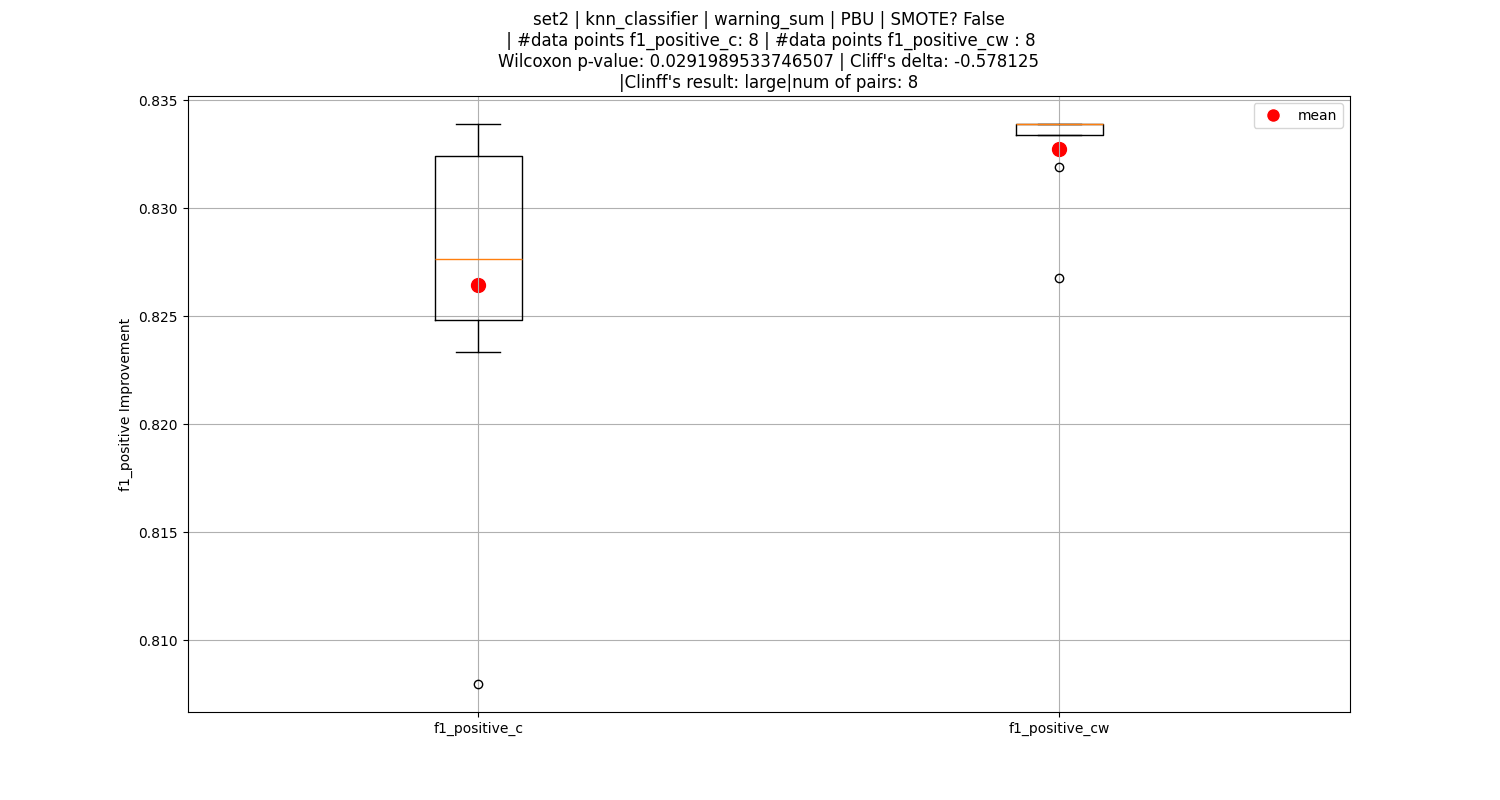 set2 | knn_classifier | warning_sum | PBU | SMOTE? False
| #data points f1_positive_c: 8 | #data points f1_positive_cw : 8
Wilcoxon p-value: 0.0291989533746507 | Cliff's delta: -0.578125
|Clinff's result: large|num of pairs: 8
mean
0.835
0.830
0.825
0.820
0.815
0.810
f1_positive Improvement
f1_positive_c
f1_positive_cw